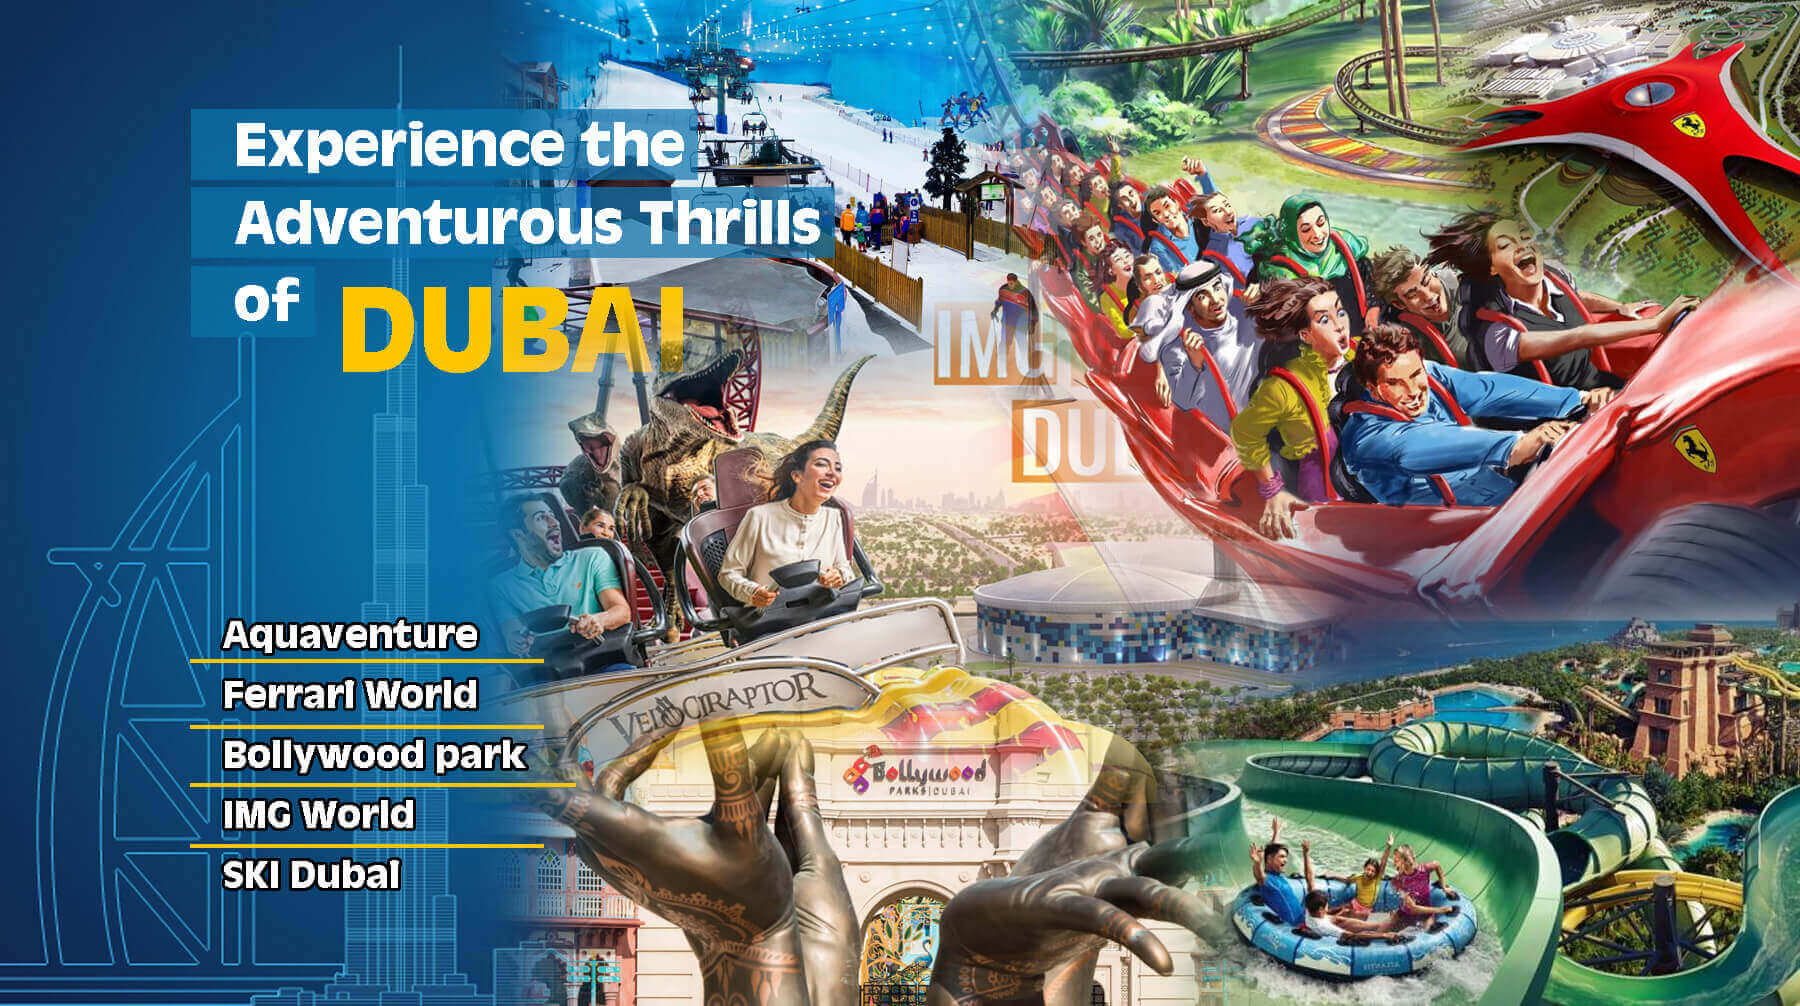 Experience the
Adventurous Thrills
of DUBAI
IMG
DUB
Aquaventure
Ferrari World
Bollywood park
IMG World
SKI Dubai
VELOCIRAPTOR
Bollywood
PARKS|DUBAI
ATLANTIS